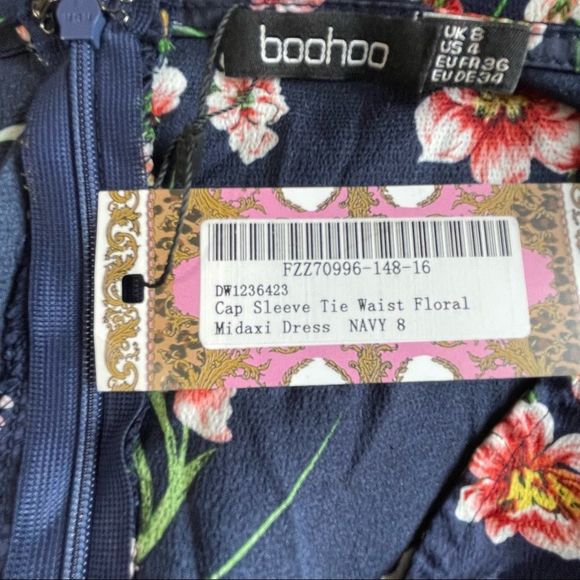 boohoo
UK 8
US 4
EU FR 36
EU DE 34
FZZ70996-148-16
DW1236423
Cap Sleeve Tie Waist Floral
Midaxi Dress NAVY 8